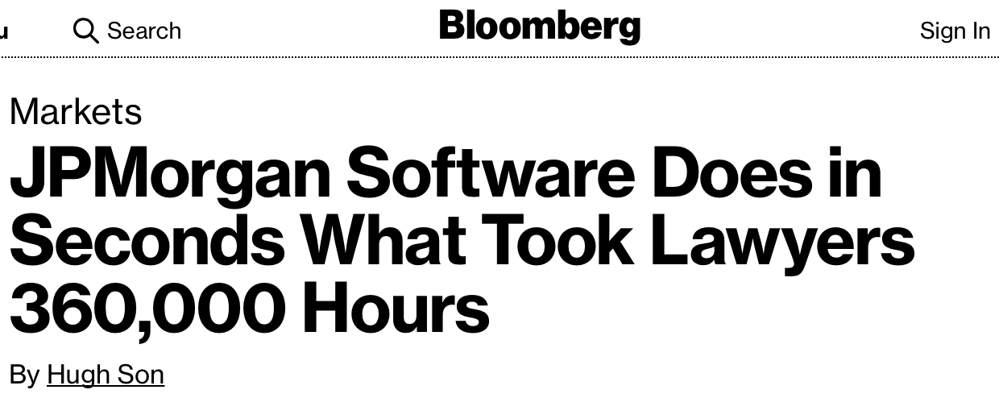 u Search Bloomberg Sign In
Markets
JPMorgan Software Does in
Seconds What Took Lawyers
360,000 Hours
By Hugh Son